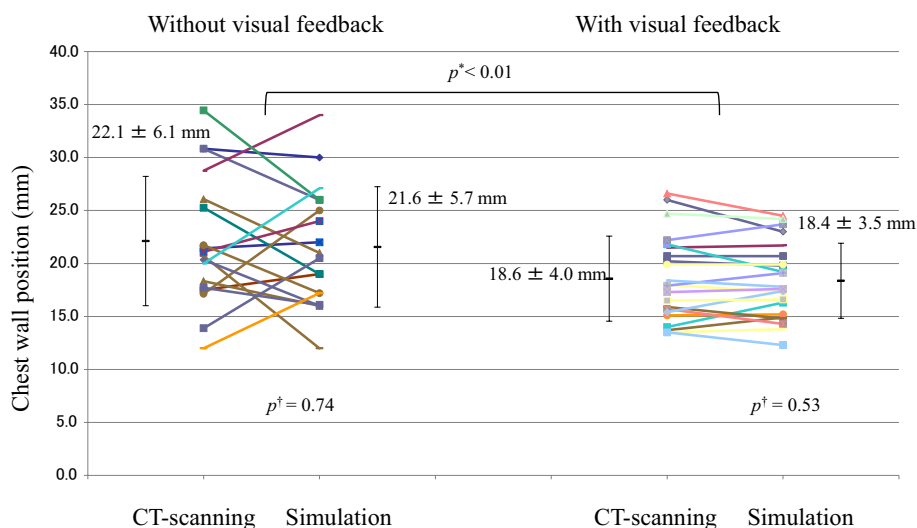 Without visual feedback
With visual feedback
40.0
35.0
30.0
25.0
20.0
15.0
10.0
5.0
0.0
Chest wall position (mm)
p* < 0.01
22.1 ± 6.1 mm
21.6 ± 5.7 mm
18.6 ± 4.0 mm
18.4 ± 3.5 mm
p† = 0.74
p† = 0.53
CT-scanning
Simulation
CT-scanning
Simulation